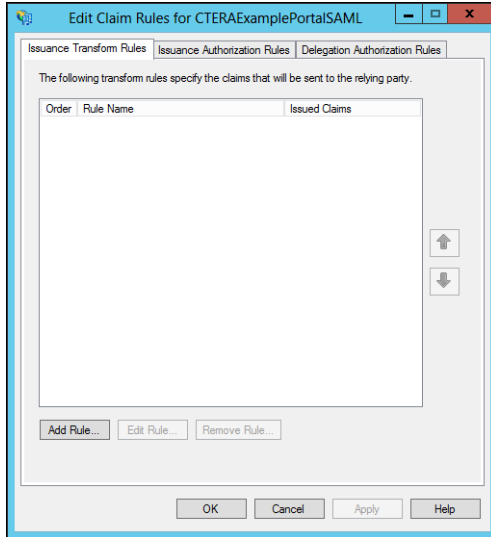 Edit Claim Rules for CTERAExamplePortalSAML
Issuance Transform Rules Issuance Authorization Rules Delegation Authorization Rules
The following transform rules specify the claims that will be sent to the relying party.
Order Rule Name Issued Claims
Add Rule... Edit Rule... Remove Rule...
OK Cancel Apply Help